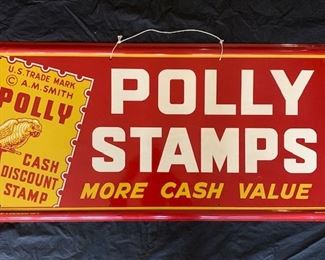 U.S. TRADE MARK
© A.M. SMITH
POLLY
CASH
DISCOUNT
STAMP
POLLY
STAMPS
MORE CASH VALUE